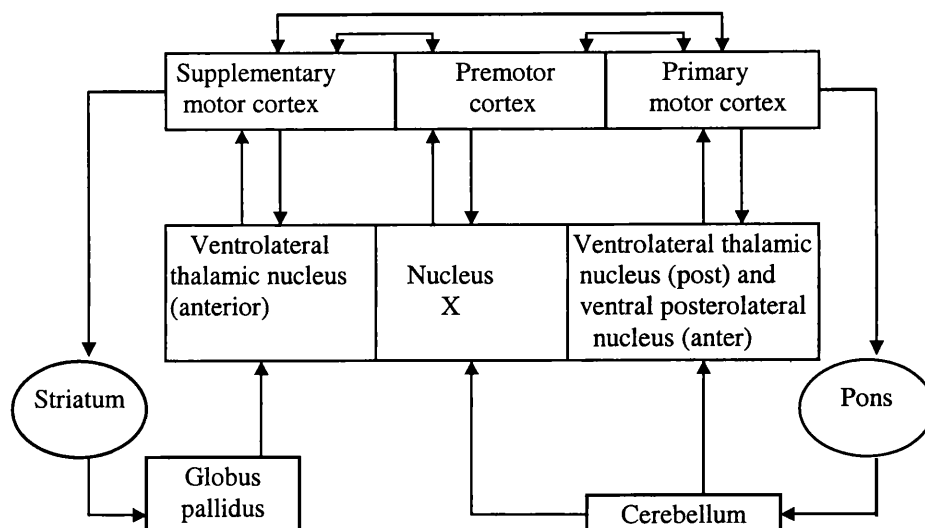 Supplementary
motor cortex
Premotor
cortex
Primary
motor cortex
Ventrolateral
thalamic nucleus
(anterior)
Nucleus
X
Ventrolateral thalamic
nucleus (post) and
ventral posterolateral
nucleus (anter)
Striatum
Pons
Globus
pallidus
Cerebellum